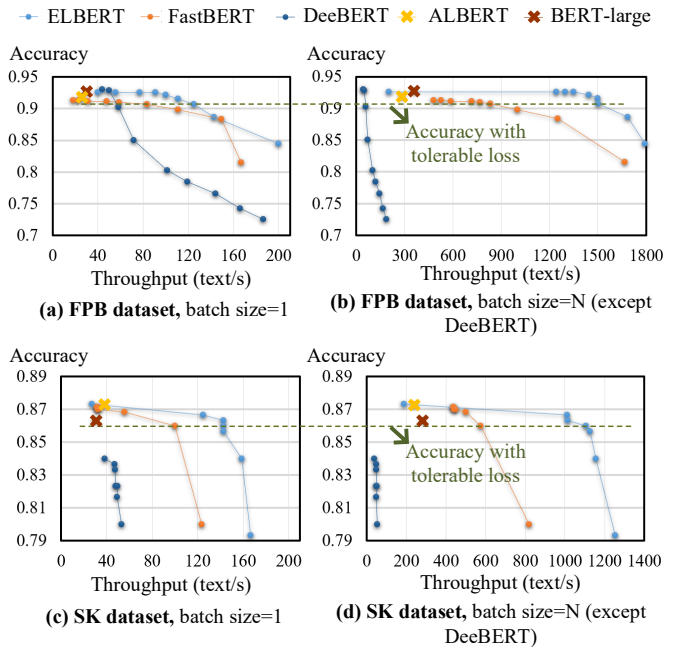 ELBERT FastBERT DeeBERT ALBERT BERT-large
Accuracy
0.95
0.9
0.85
0.8
0.75
0.7
0 40 80 120 160 200
Throughput (text/s)
(a) FPB dataset, batch size=1
Accuracy
0.95
0.9
0.85
0.8
0.75
0.7
Accuracy with
tolerable loss
0 300 600 900 1200 1500 1800
Throughput (text/s)
(b) FPB dataset, batch size=N (except
DeeBERT)
Accuracy
0.89
0.87
0.85
0.83
0.81
0.79
0 40 80 120 160 200
Throughput (text/s)
(c) SK dataset, batch size=1
Accuracy
0.89
0.87
0.85
0.83
0.81
0.79
Accuracy with
tolerable loss
0 200 400 600 800 1000 1200 1400
Throughput (text/s)
(d) SK dataset, batch size=N (except
DeeBERT)